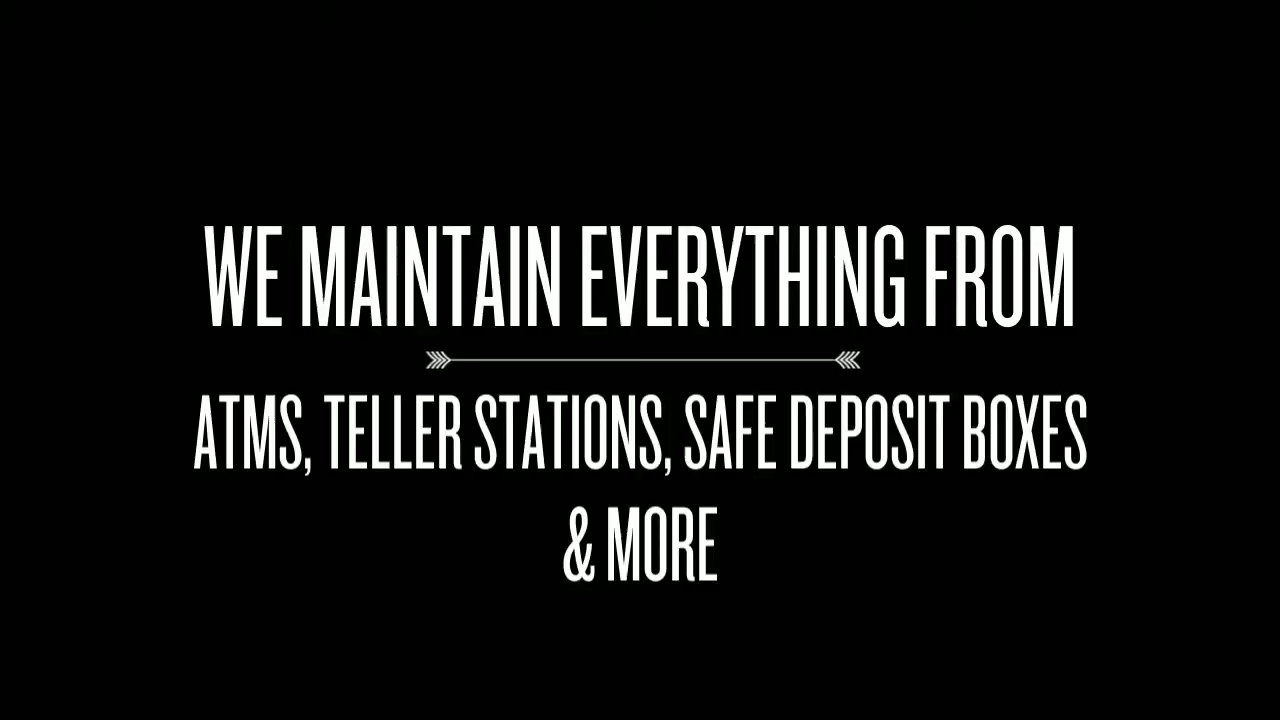 WE MAINTAIN EVERYTHING FROM
ATMS, TELLER STATIONS, SAFE DEPOSIT BOXES
& MORE